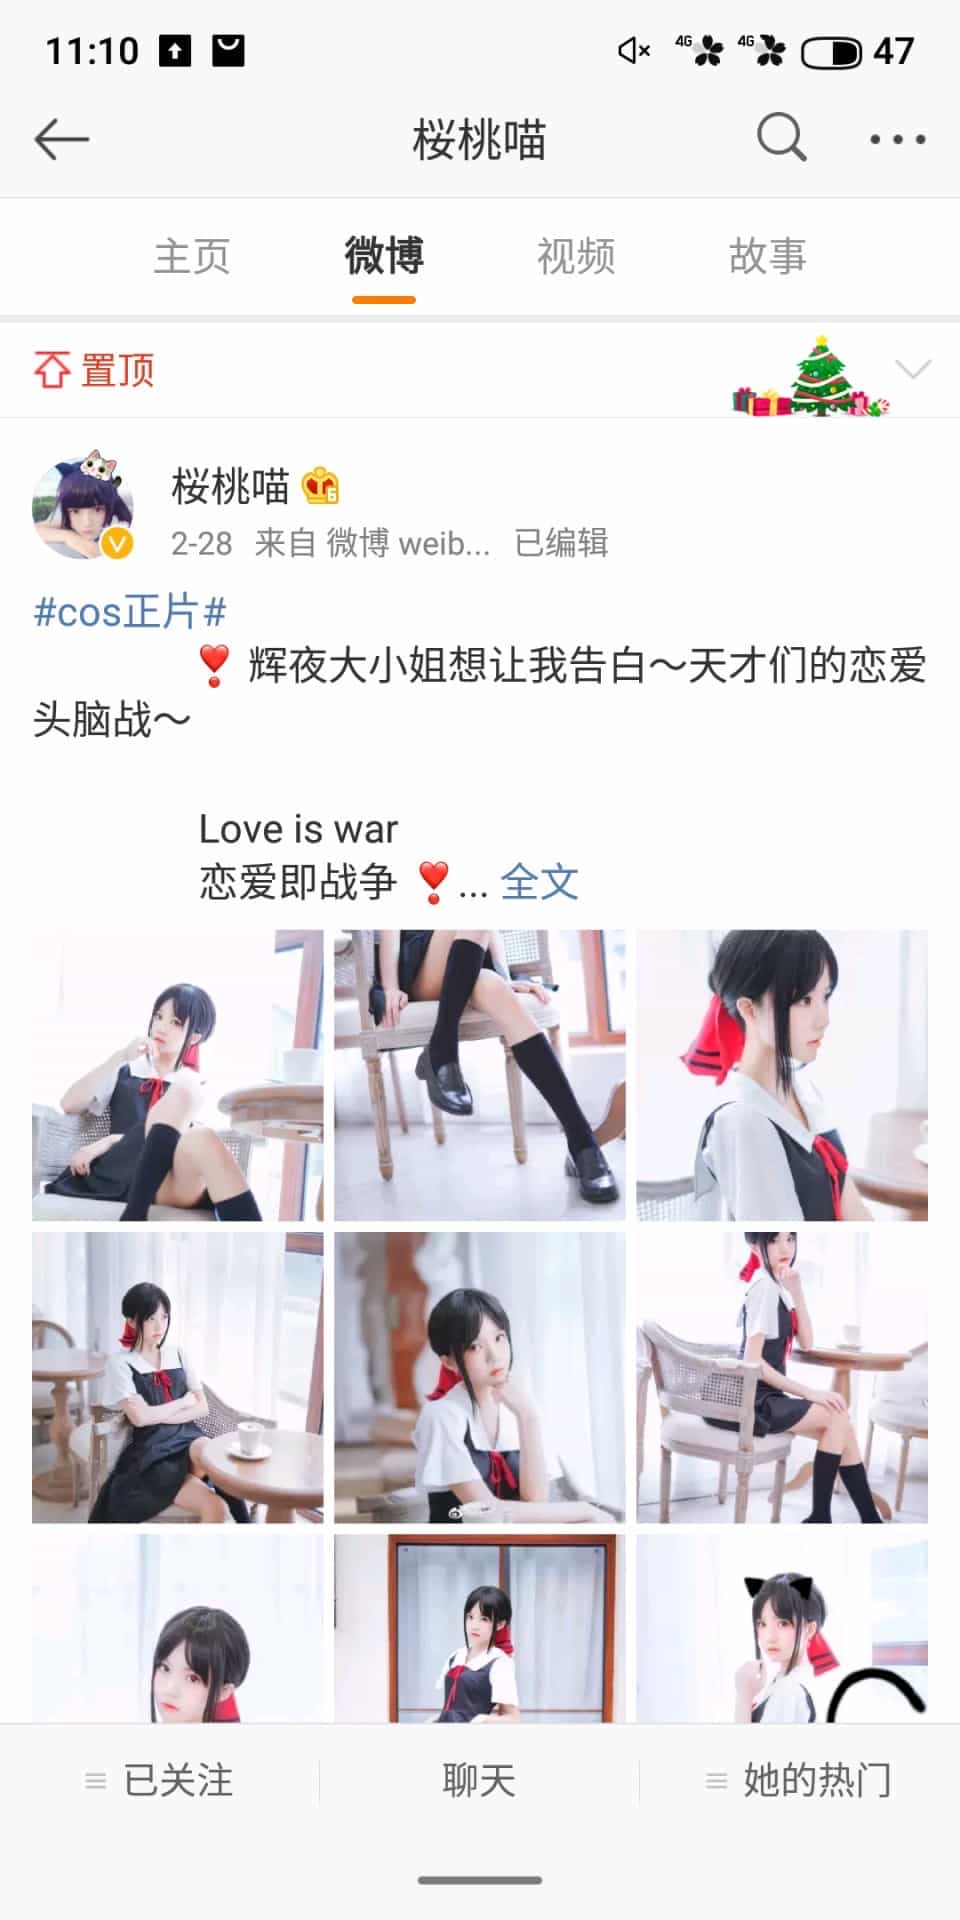 11:10
4G
4G
47
桜桃喵
主页
微博
视频
故事
置顶
桜桃喵
6
2-28 来自 微博 weib... 已编辑
#cos正片#
❣️ 辉夜大小姐想让我告白～天才们的恋爱
头脑战～
Love is war
恋爱即战争 ❣️... 全文
已关注
聊天
她的热门